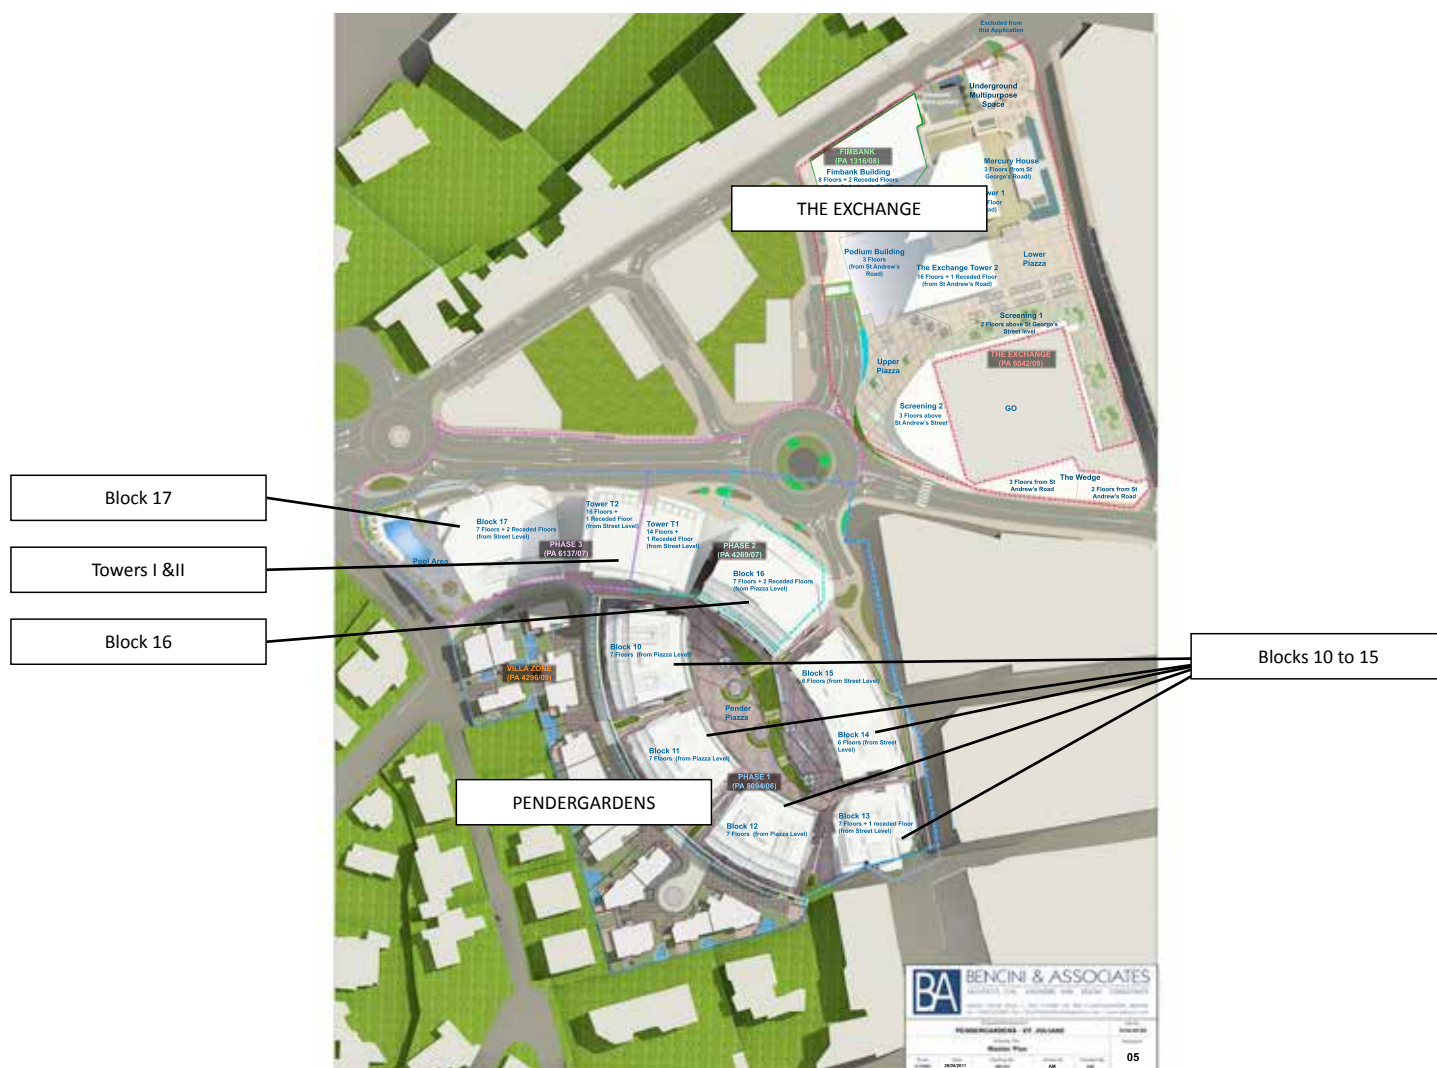 Excluded from
this Application
Underground
Multipurpose
Space
FIMBANK
(PA 1316/08)
Fimbank Building
8 Floors + 2 Receded Floors
Mercury House
3 Floors (from St
George's Road)
THE EXCHANGE
Podium Building
3 Floors
(from St Andrew's
Road)
The Exchange Tower 2
16 Floors + 1 Receded Floor
(from St Andrew's Road)
Lower
Piazza
Screening 1
2 Floors above St George's
Street level
THE EXCHANGE
(PA 6042/08)
Upper
Piazza
Screening 2
3 Floors above
St Andrew's Street
GO
The Wedge
3 Floors from St
Andrew's Road
2 Floors from St
Andrew's Road
Block 17
Towers I &II
Block 16
Block 17
7 Floors + 2 Receded Floors
(from Street Level)
Pool Area
Tower T2
16 Floors +
1 Receded Floor
(from Street Level)
Tower T1
14 Floors +
1 Receded Floor
(from Street Level)
PHASE 3
(PA 6137/07)
PHASE 2
(PA 4269/07)
Block 16
7 Floors + 2 Receded Floors
(from Piazza Level)
Block 10
7 Floors (from Piazza Level)
VILLA ZONE
(PA 4296/09)
Block 15
6 Floors (from Street Level)
Blocks 10 to 15
Pender
Piazza
Block 14
6 Floors (from Street
Level)
Block 11
7 Floors (from Piazza Level)
PHASE 1
(PA 8094/06)
PENDERGARDENS
Block 12
7 Floors (from Piazza Level)
Block 13
7 Floors + 1 receded Floor
(from Street Level)
BA
BENCINI & ASSOCIATES
PENDERGARDENS - ST JULIANS
Master Plan
05